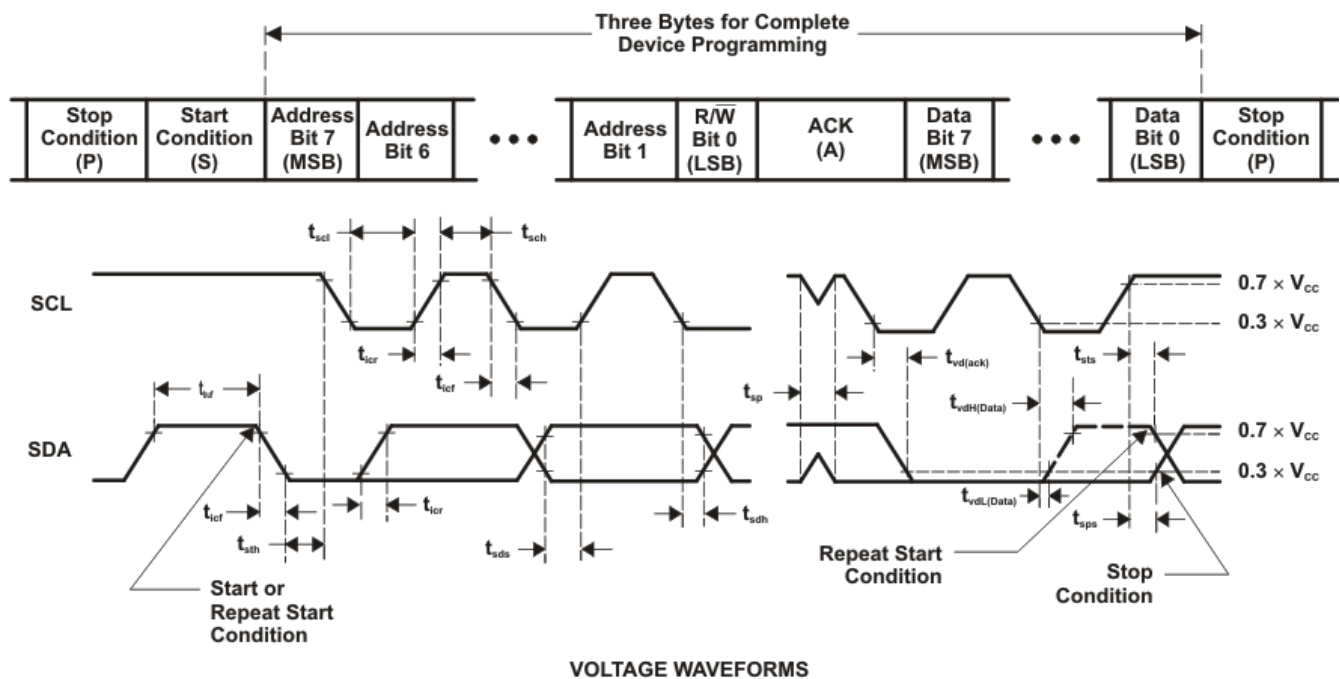 Three Bytes for Complete
Device Programming
Stop
Condition
(P)
Start
Condition
(S)
Address
Bit 7
(MSB)
Address
Bit 6
•••
Address
Bit 1
R/W̅
Bit 0
(LSB)
ACK
(A)
Data
Bit 7
(MSB)
•••
Data
Bit 0
(LSB)
Stop
Condition
(P)
tscl
tsch
SCL
0.7 × Vcc
0.3 × Vcc
ticr
ticf
tvd(ack)
tsts
tbuf
tsp
tvdH(Data)
SDA
0.7 × Vcc
0.3 × Vcc
ticf
ticr
tsth
tsds
tsdh
tvdL(Data)
tsps
Start or
Repeat Start
Condition
Repeat Start
Condition
Stop
Condition
VOLTAGE WAVEFORMS